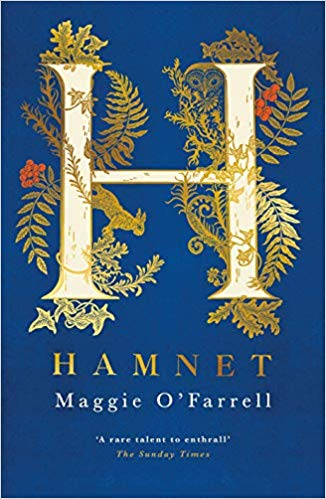 H
HAMNET
Maggie O'Farrell
'A rare talent to enthrall'
The Sunday Times